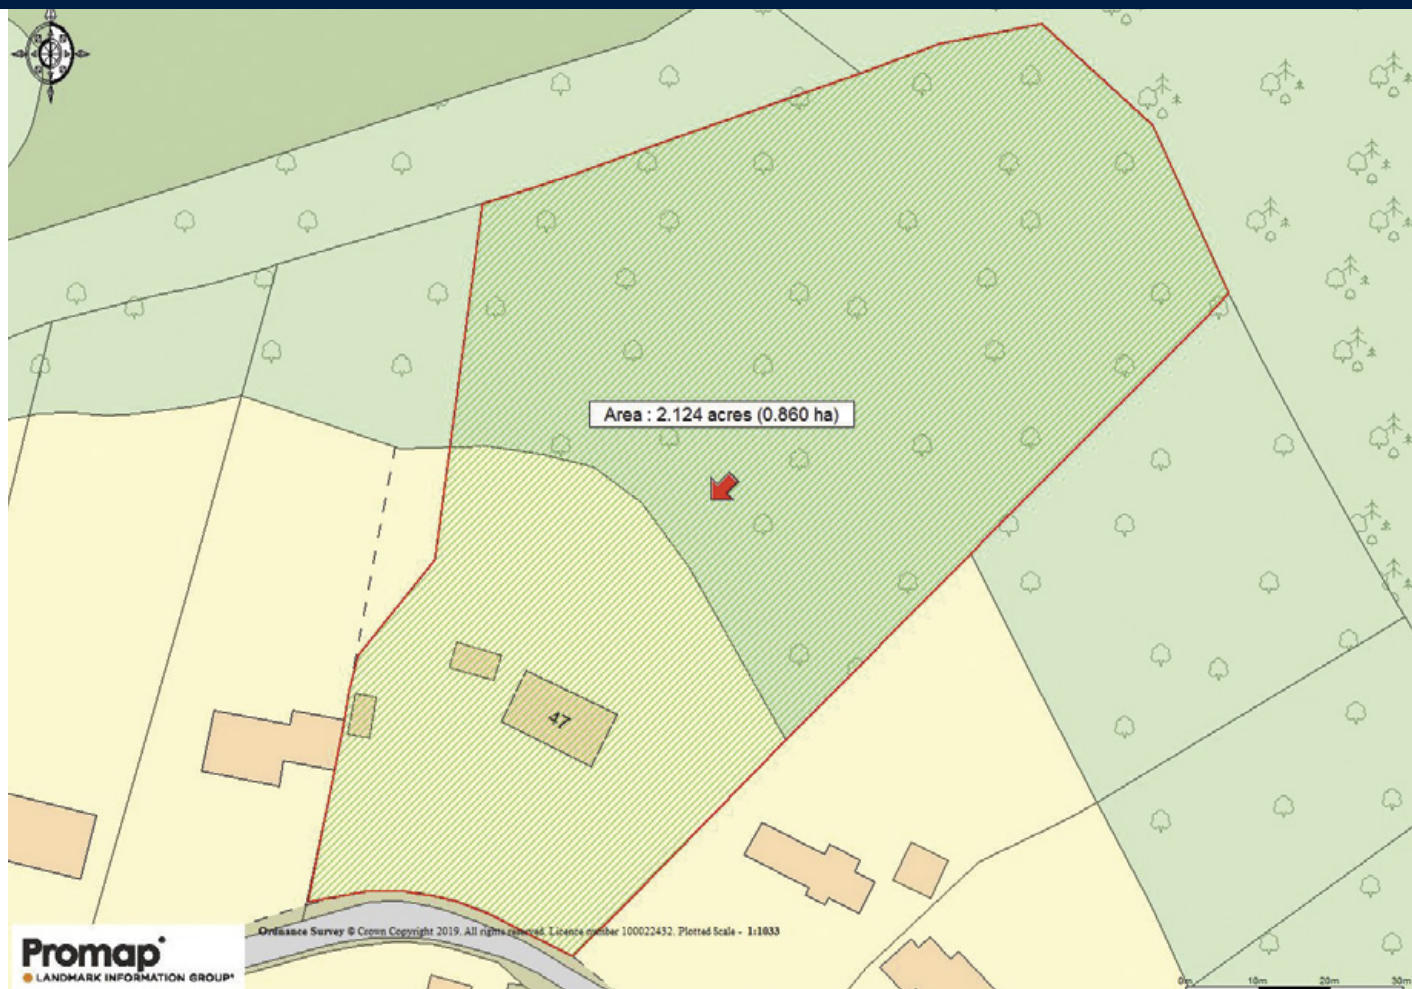 Area : 2.124 acres (0.860 ha)
47
Ordnance Survey © Crown Copyright 2019. All rights reserved. Licence number 100022432. Plotted Scale - 1:1033
Promap
LANDMARK INFORMATION GROUP
0m 10m 20m 30m